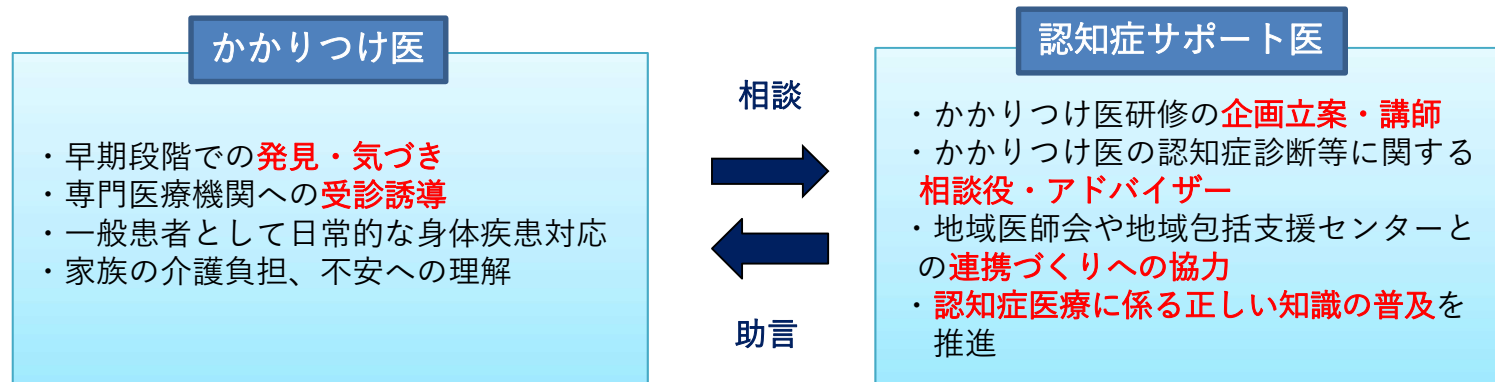 かかりつけ医
・早期段階での発見・気づき
・専門医療機関への受診誘導
・一般患者として日常的な身体疾患対応
・家族の介護負担、不安への理解
相談
助言
認知症サポート医
・かかりつけ医研修の企画立案・講師
・かかりつけ医の認知症診断等に関する
相談役・アドバイザー
・地域医師会や地域包括支援センターと
の連携づくりへの協力
・認知症医療に係る正しい知識の普及を
推進